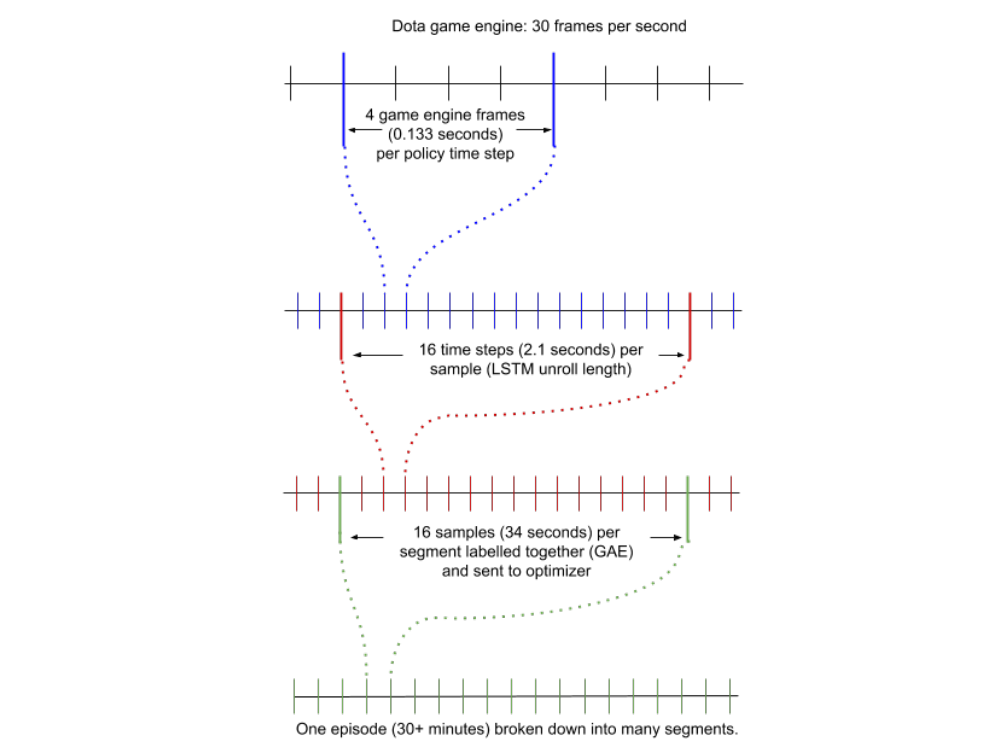 Dota game engine: 30 frames per second
4 game engine frames
(0.133 seconds)
per policy time step
16 time steps (2.1 seconds) per
sample (LSTM unroll length)
16 samples (34 seconds) per
segment labelled together (GAE)
and sent to optimizer
One episode (30+ minutes) broken down into many segments.